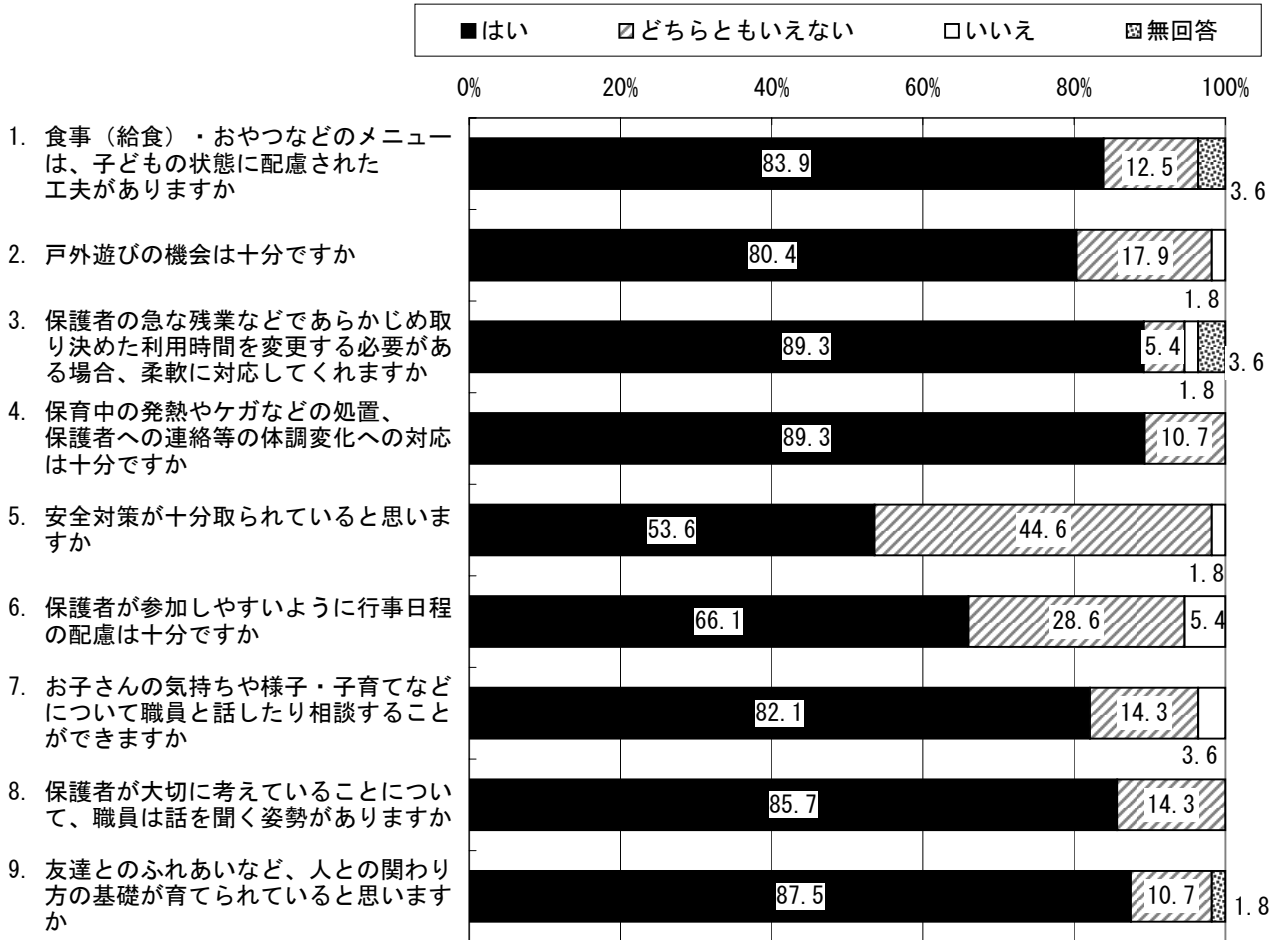 ■はい どちらともいえない □いいえ 無回答
0% 20% 40% 60% 80% 100%
1. 食事（給食）・おやつなどのメニュー
は、子どもの状態に配慮された
工夫がありますか
83.9 12.5 3.6
2. 戸外遊びの機会は十分ですか
80.4 17.9 1.8
3. 保護者の急な残業などであらかじめ取
り決めた利用時間を変更する必要があ
る場合、柔軟に対応してくれますか
89.3 5.4 1.8 3.6
4. 保育中の発熱やケガなどの処置、
保護者への連絡等の体調変化への対応
は十分ですか
89.3 10.7
5. 安全対策が十分取られていると思いま
すか
53.6 44.6 1.8
6. 保護者が参加しやすいように行事日程
の配慮は十分ですか
66.1 28.6 5.4
7. お子さんの気持ちや様子・子育てなど
について職員と話したり相談すること
ができますか
82.1 14.3 3.6
8. 保護者が大切に考えていることについ
て、職員は話を聞く姿勢がありますか
85.7 14.3
9. 友達とのふれあいなど、人との関わり
方の基礎が育てられていると思います
か
87.5 10.7 1.8